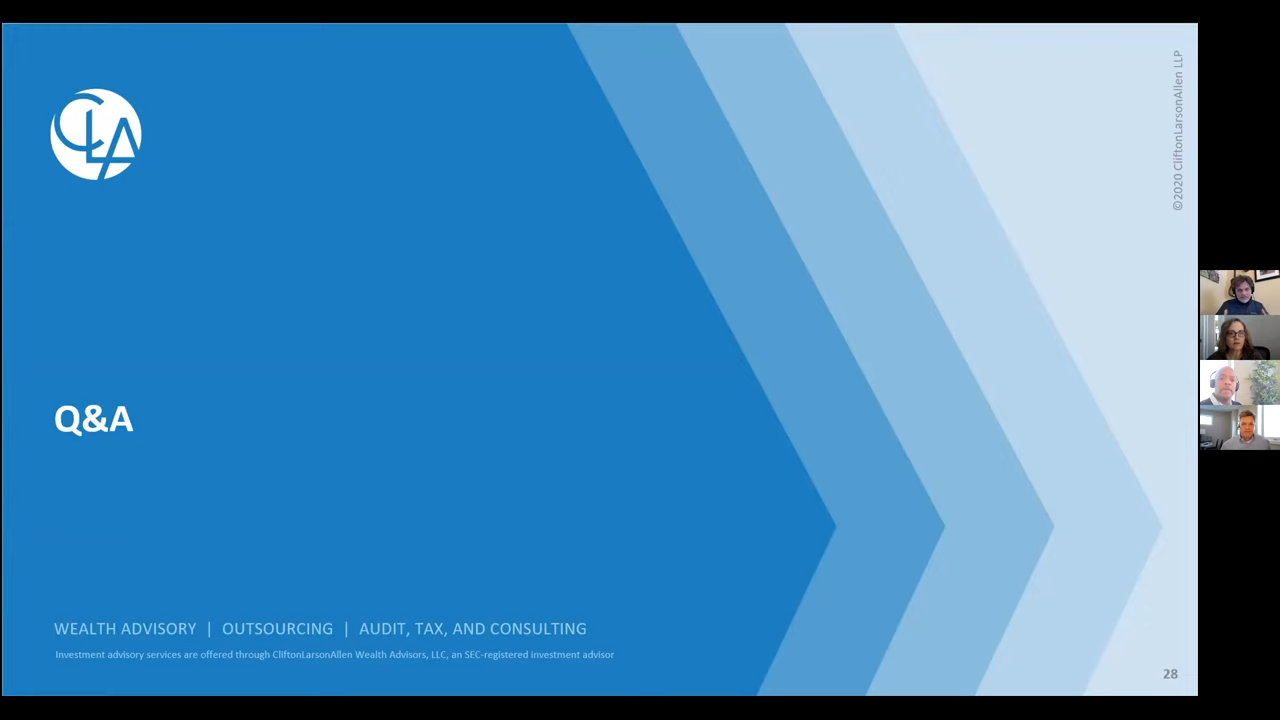 ©2020 CliftonLarsonAllen LLP
CLA
Q&A
WEALTH ADVISORY | OUTSOURCING | AUDIT, TAX, AND CONSULTING
Investment advisory services are offered through CliftonLarsonAllen Wealth Advisors, LLC, an SEC-registered investment advisor
28